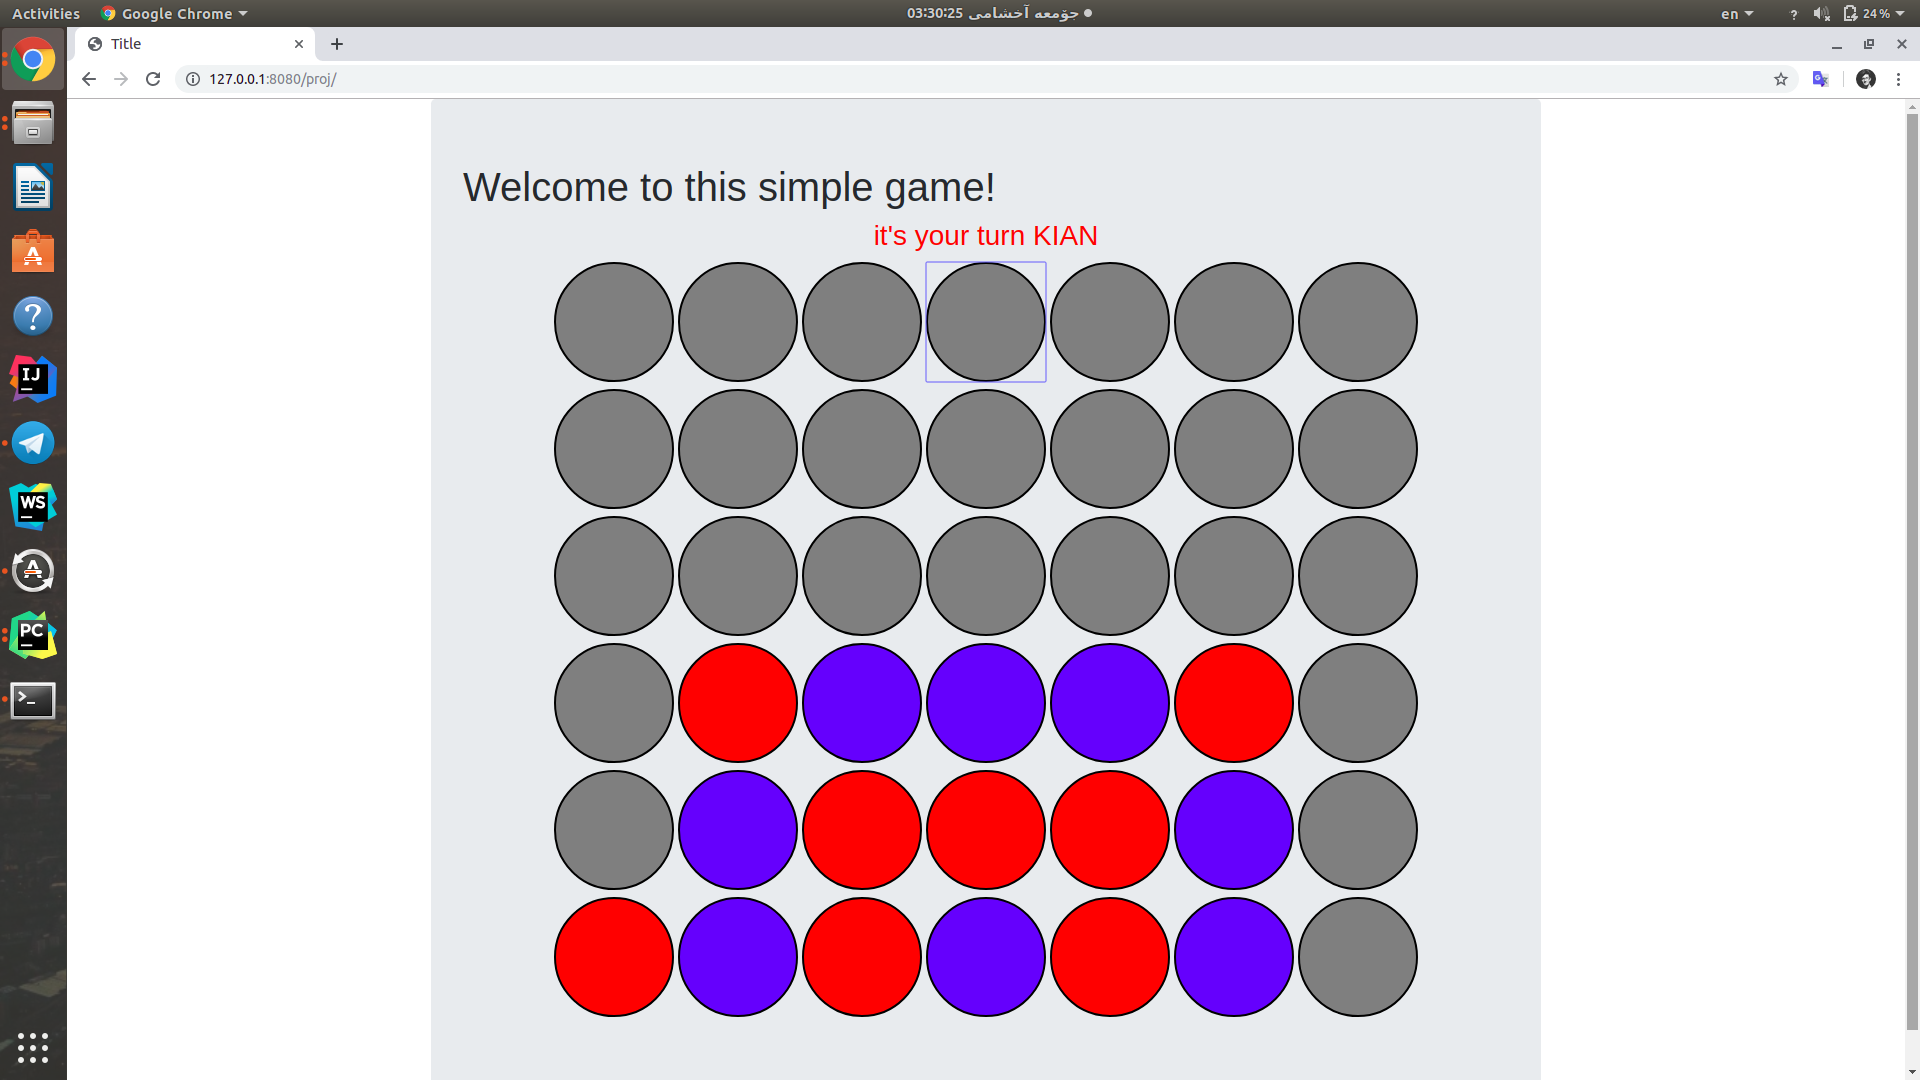 Activities Google Chrome جۆمعه آخشامی 03:30:25 en ? 24 %
Title
127.0.0.1:8080/proj/
Welcome to this simple game!
it's your turn KIAN
IJ
WS
PC